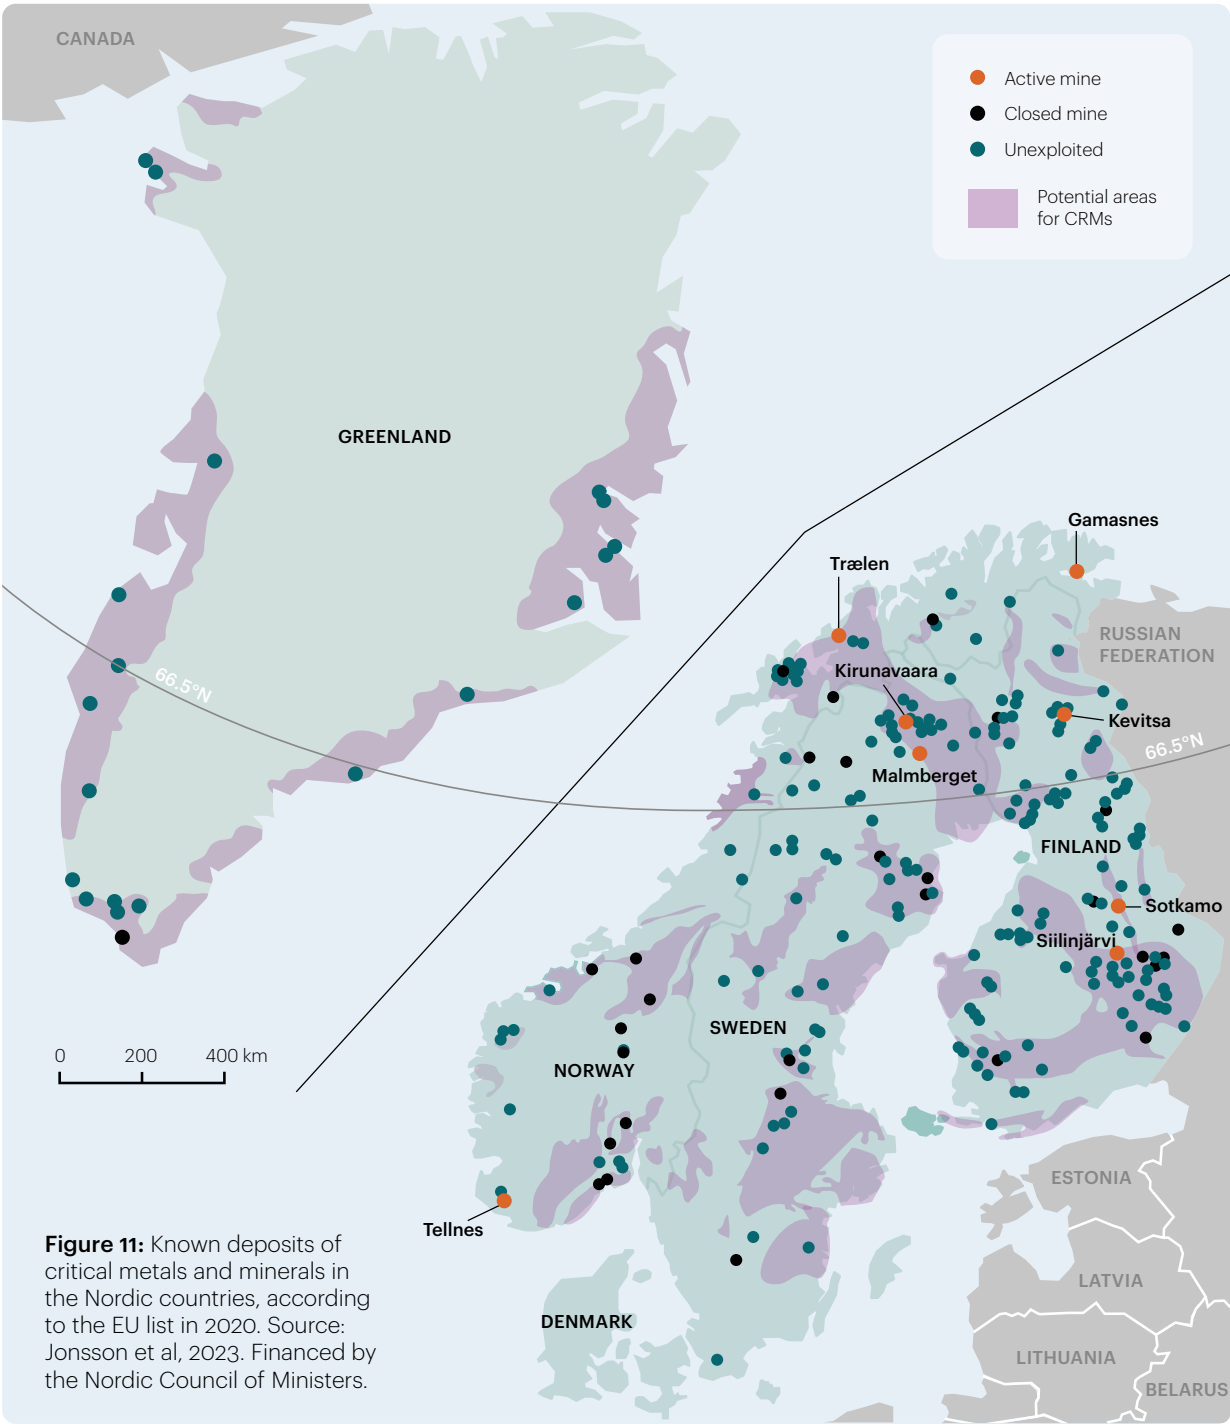 CANADA
Active mine
Closed mine
Unexploited
Potential areas
for CRMs
GREENLAND
66.5°N
Gamasnes
Trælen
RUSSIAN
FEDERATION
Kirunavaara
Kevitsa
66.5°N
Malmberget
FINLAND
Sotkamo
Siilinjärvi
SWEDEN
0 200 400 km
NORWAY
ESTONIA
Tellnes
LATVIA
DENMARK
LITHUANIA
BELARUS
Figure 11: Known deposits of
critical metals and minerals in
the Nordic countries, according
to the EU list in 2020. Source:
Jonsson et al, 2023. Financed by
the Nordic Council of Ministers.